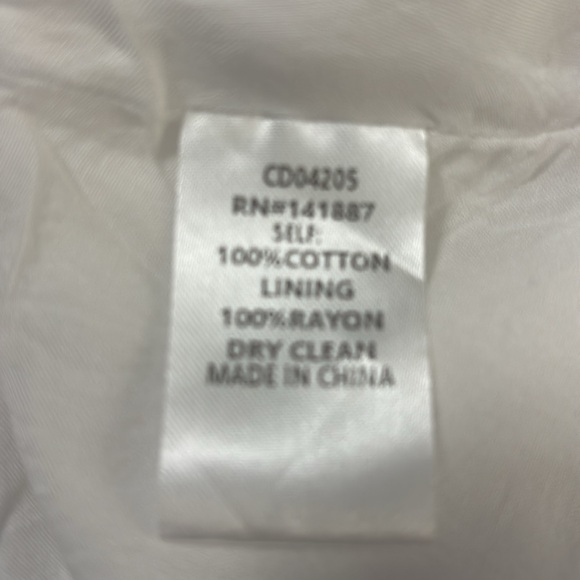 CD04205
RN#141887
SELF:
100%COTTON
LINING
100%RAYON
DRY CLEAN
MADE IN CHINA